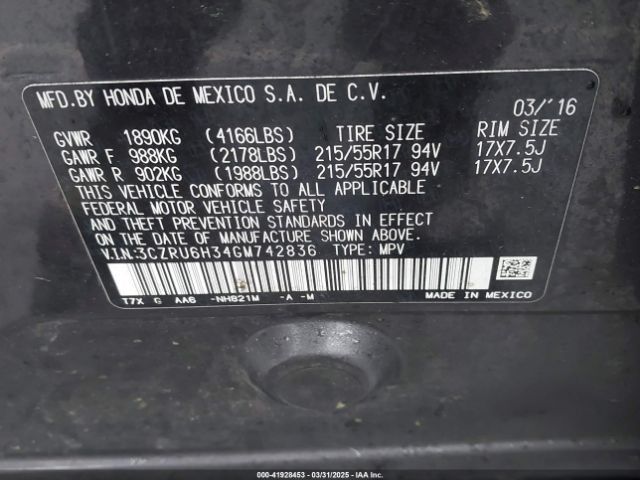 MFD.BY HONDA DE MEXICO S.A. DE C.V.
03/'16
GVWR 1890KG (4166LBS) TIRE SIZE RIM SIZE
GAWR F 988KG (2178LBS) 215/55R17 94V 17X7.5J
GAWR R 902KG (1988LBS) 215/55R17 94V 17X7.5J
THIS VEHICLE CONFORMS TO ALL APPLICABLE
FEDERAL MOTOR VEHICLE SAFETY
AND THEFT PREVENTION STANDARDS IN EFFECT
ON THE DATE OF MANUFACTURE SHOWN ABOVE.
V.I.N:3CZRU6H34GM742836 TYPE: MPV
T7X G AA6 -NH821M -A -M MADE IN MEXICO
000-41928453 - 03/31/2025 - IAA Inc.